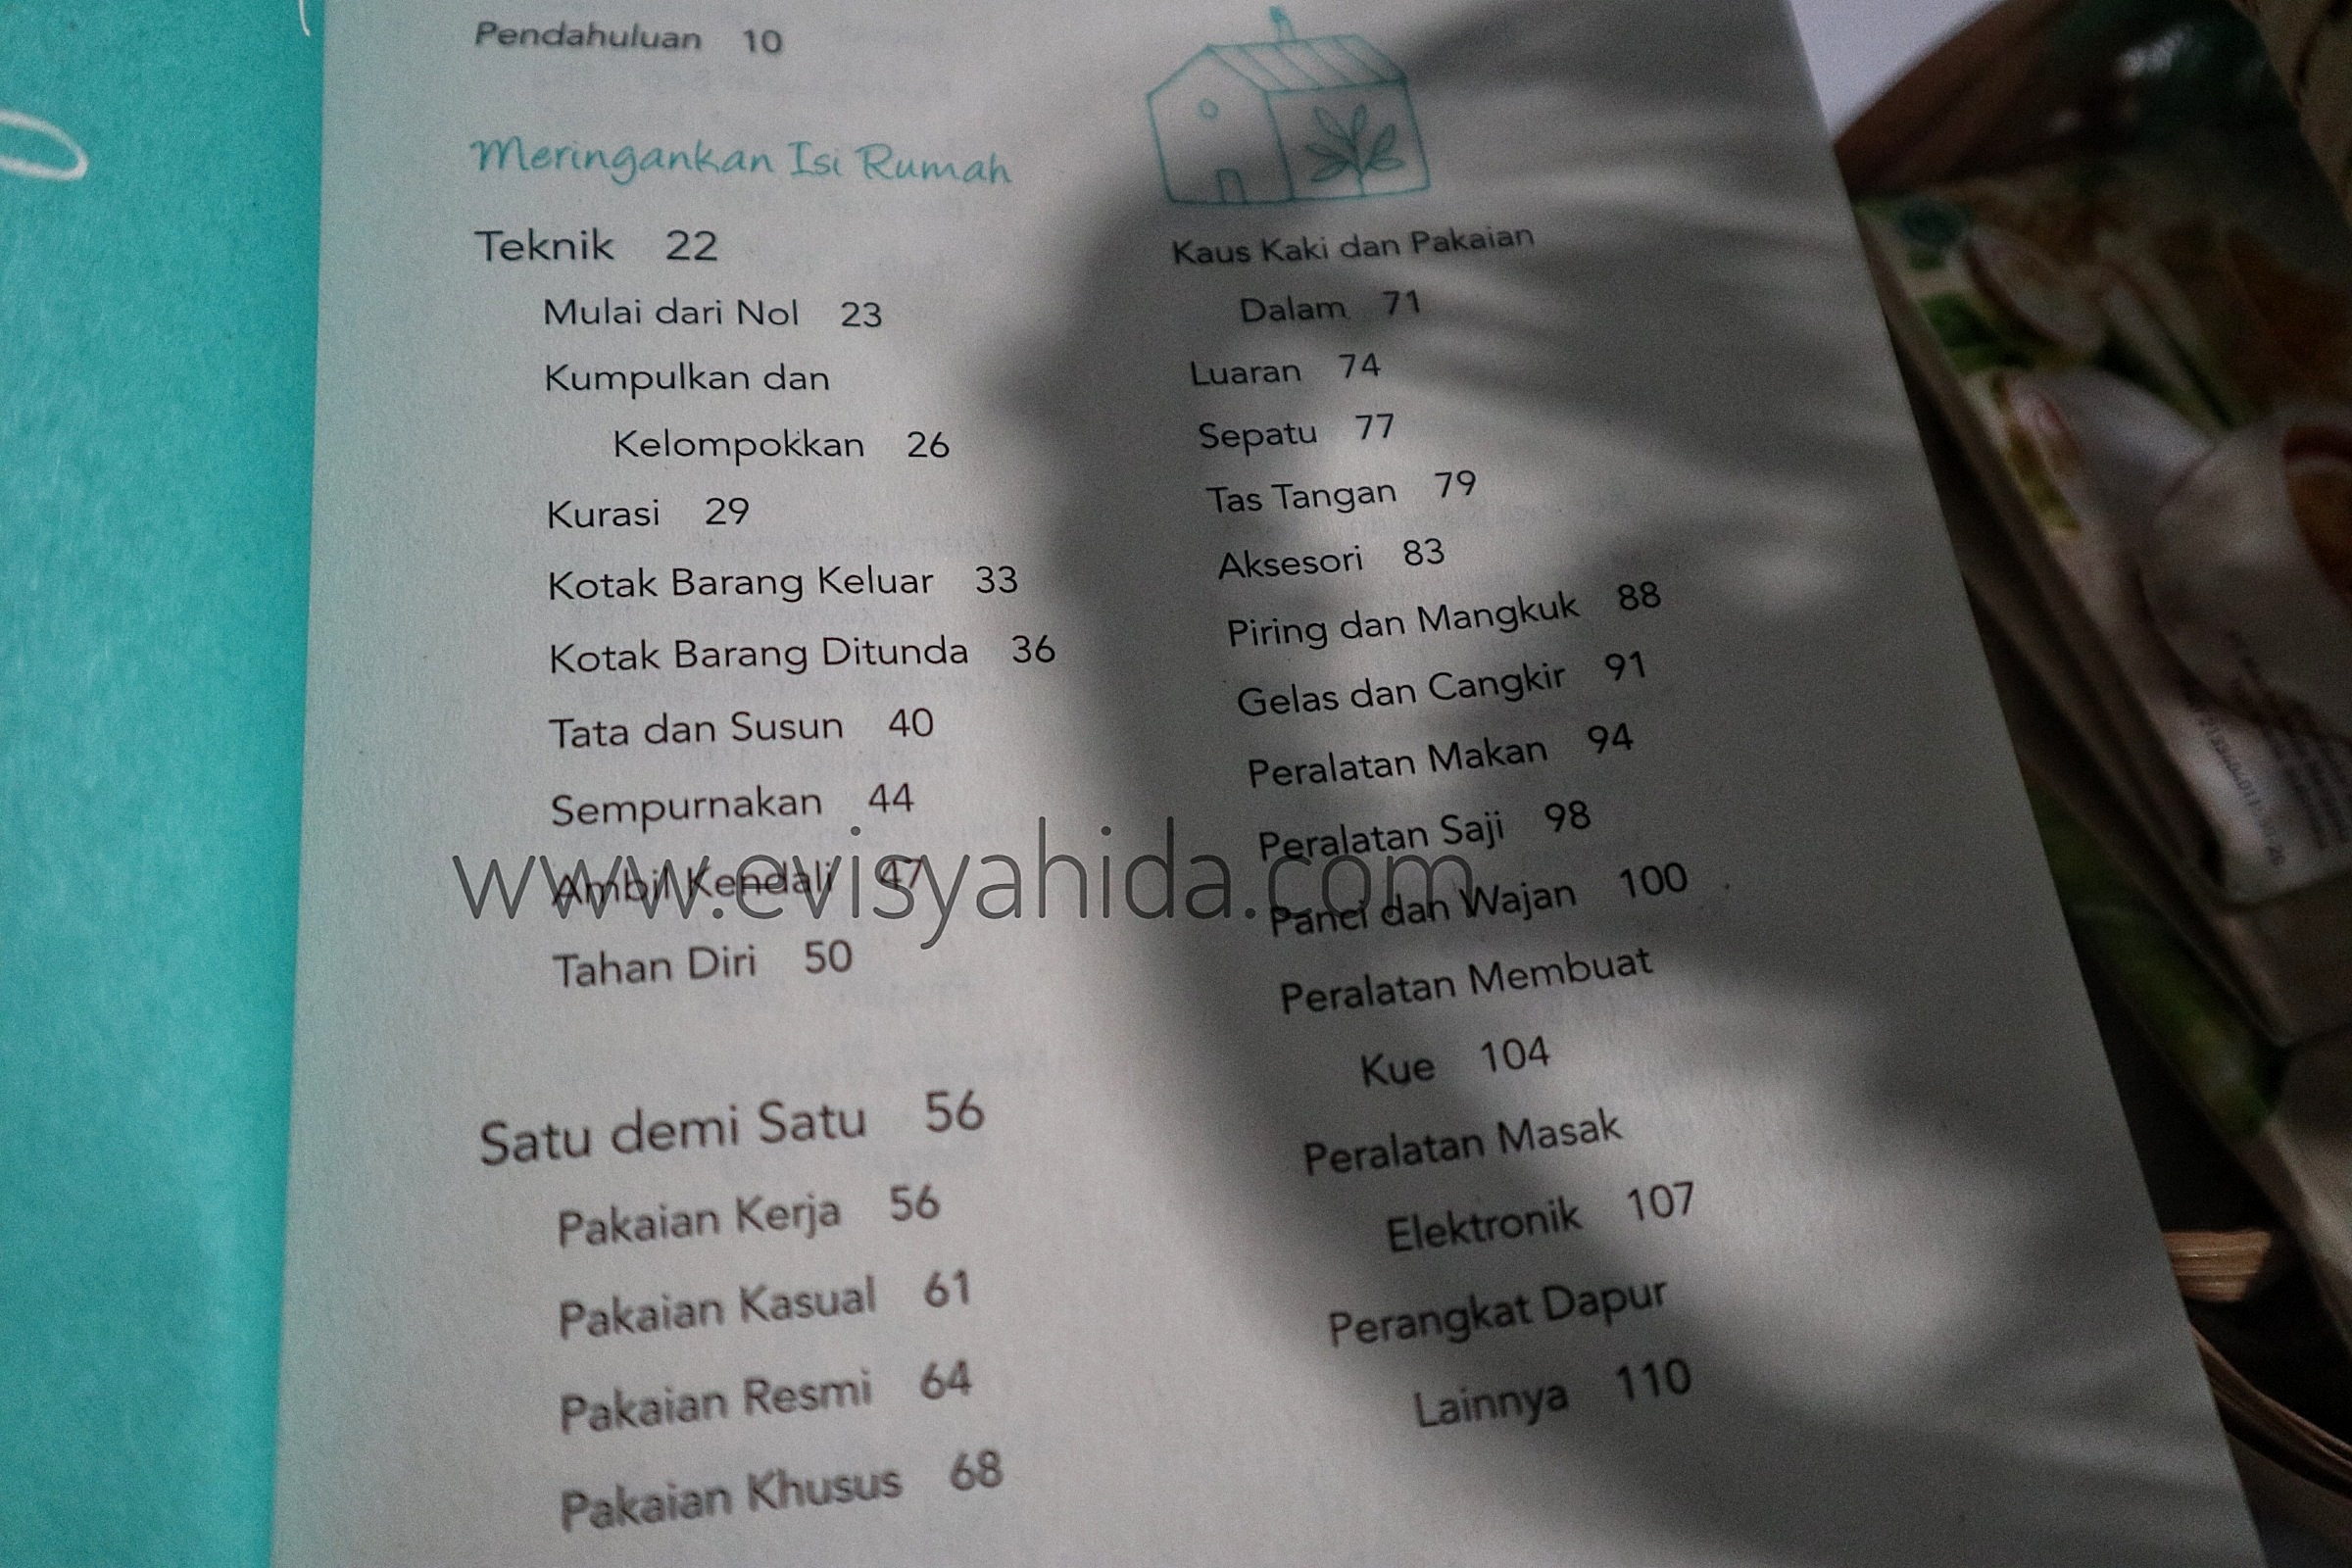 Pendahuluan 10
Meringankan Isi Rumah
Teknik 22
Mulai dari Nol 23
Kumpulkan dan
Kelompokkan 26
Kurasi 29
Kotak Barang Keluar 33
Kotak Barang Ditunda 36
Tata dan Susun 40
Sempurnakan 44
Ambil Kendali 47
Tahan Diri 50
Satu demi Satu 56
Pakaian Kerja 56
Pakaian Kasual 61
Pakaian Resmi 64
Pakaian Khusus 68
Kaus Kaki dan Pakaian
Dalam 71
Luaran 74
Sepatu 77
Tas Tangan 79
Aksesori 83
Piring dan Mangkuk 88
Gelas dan Cangkir 91
Peralatan Makan 94
Peralatan Saji 98
Panci dan Wajan 100
Peralatan Membuat
Kue 104
Peralatan Masak
Elektronik 107
Perangkat Dapur
Lainnya 110
www.evisyahida.com